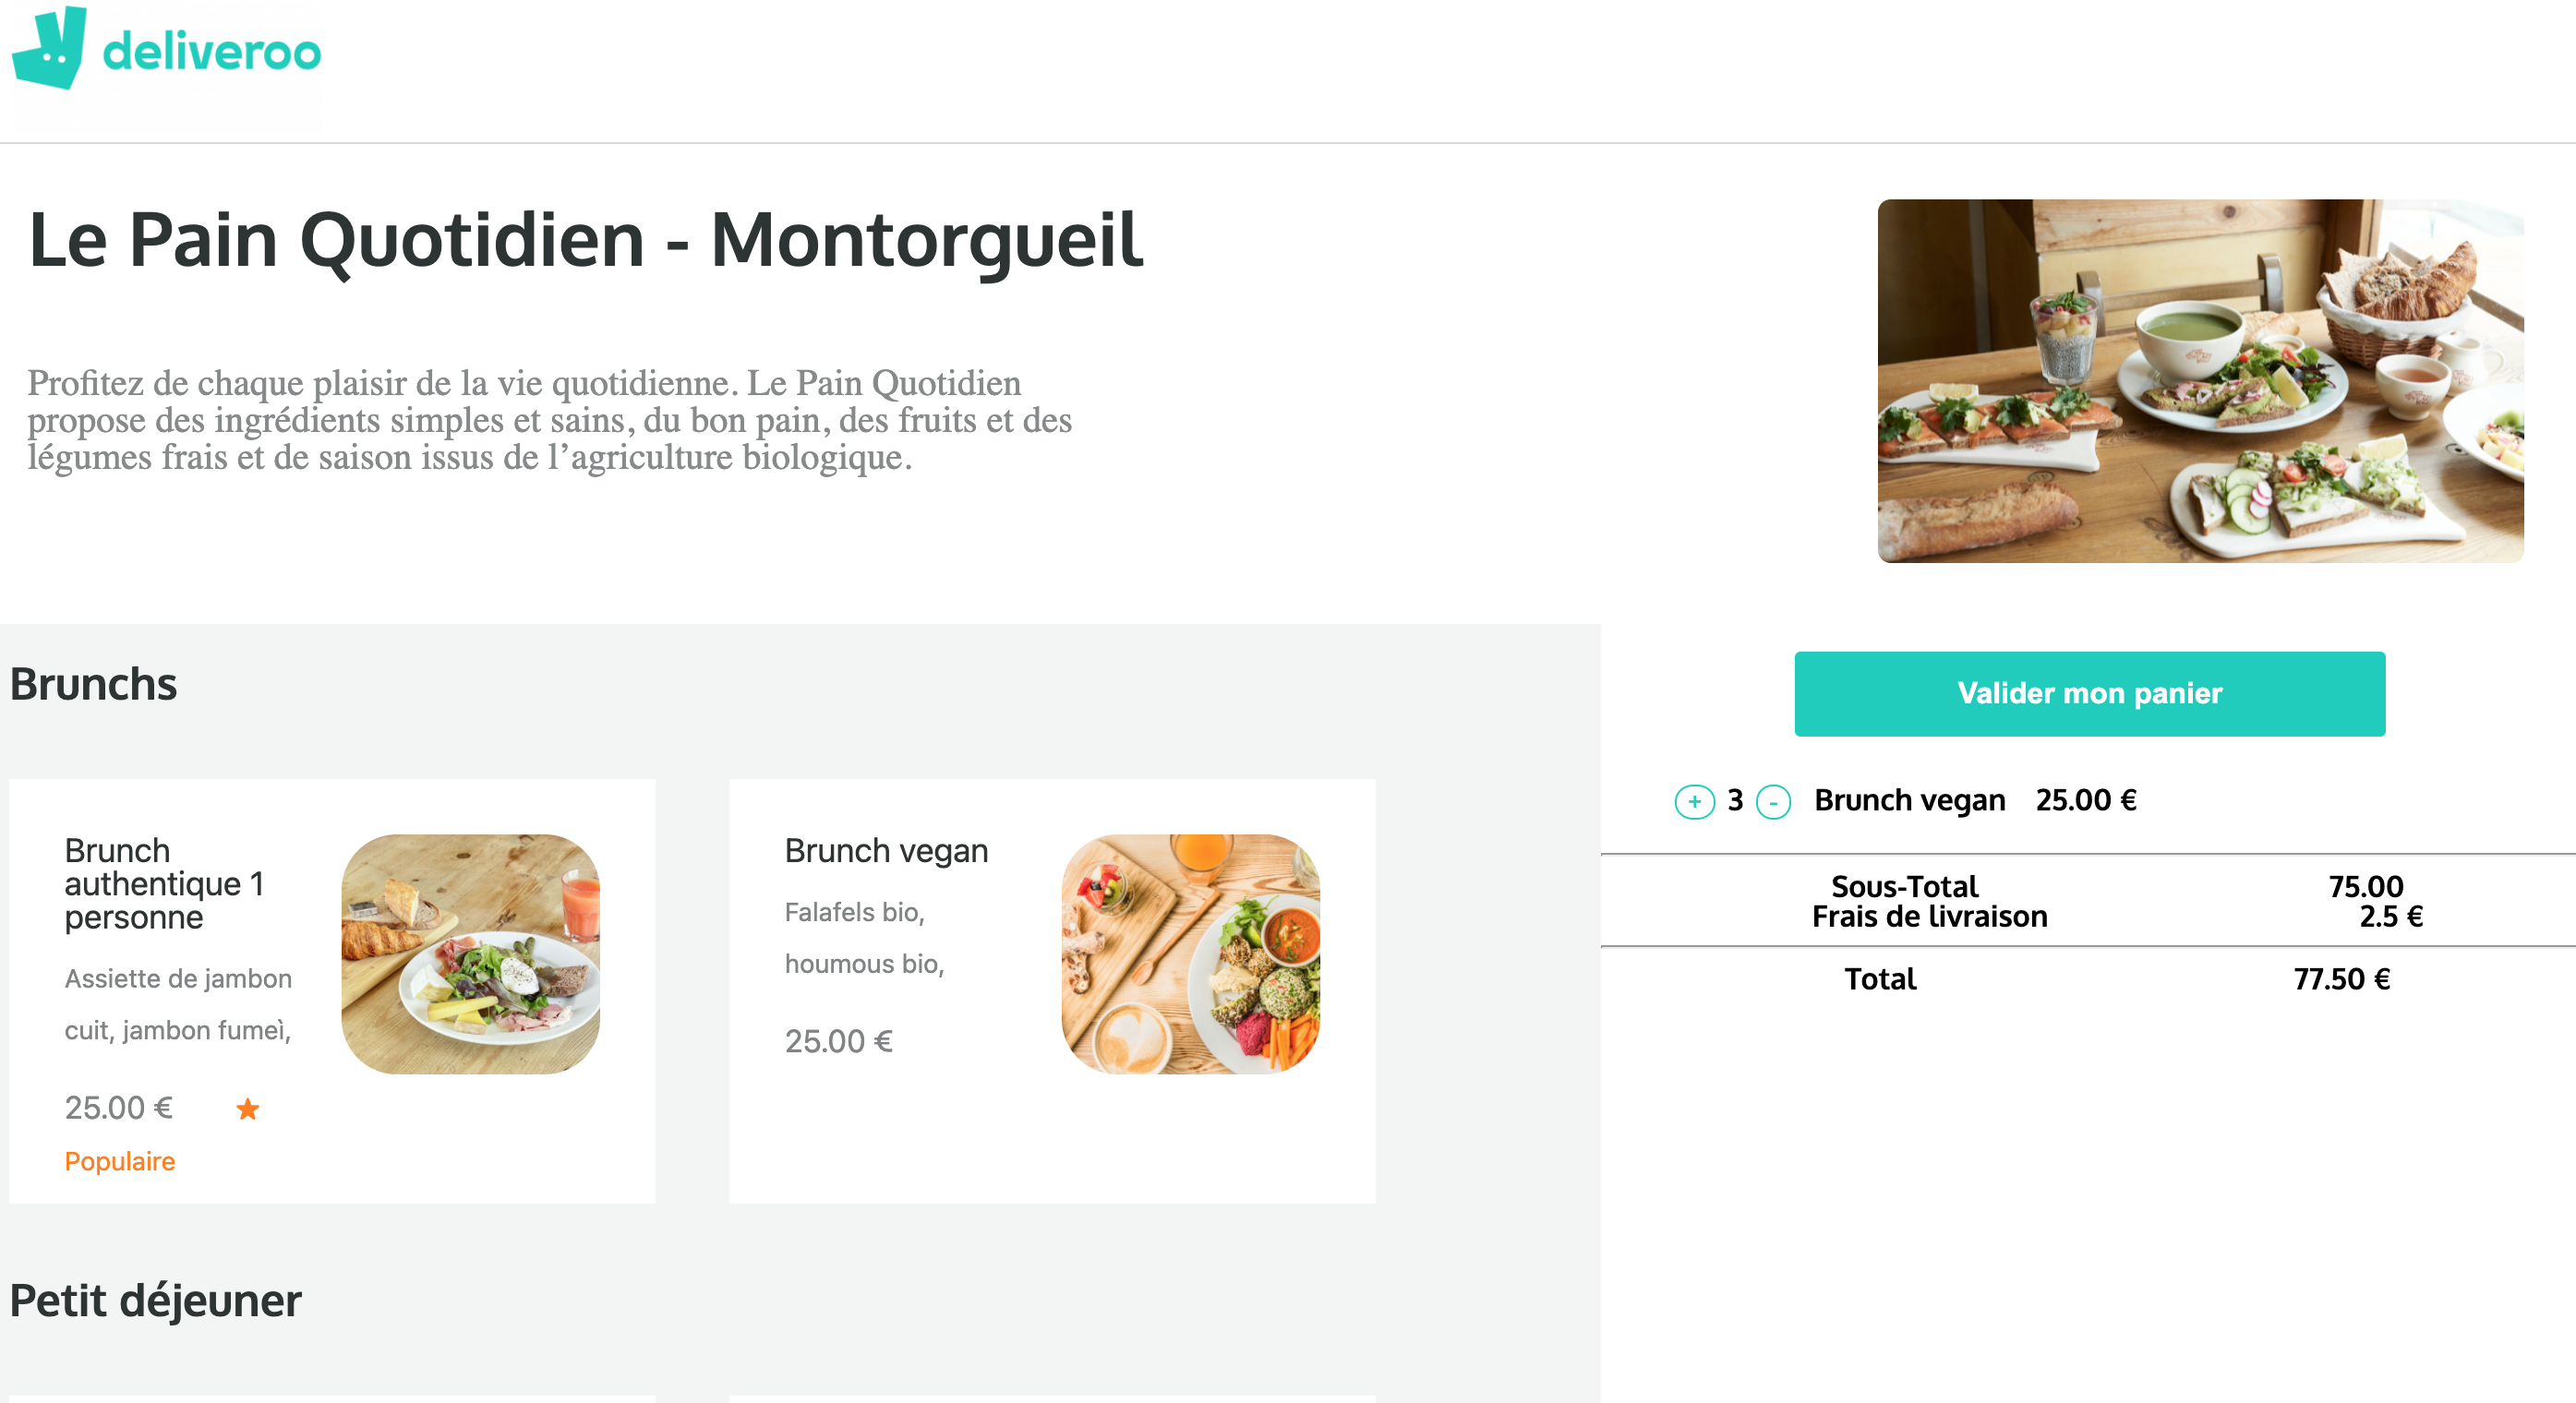 deliveroo
Le Pain Quotidien - Montorgueil
Profitez de chaque plaisir de la vie quotidienne. Le Pain Quotidien
propose des ingrédients simples et sains, du bon pain, des fruits et des
légumes frais et de saison issus de l’agriculture biologique.
Brunchs
Brunch
authentique 1
personne
Assiette de jambon
cuit, jambon fumeì,
25.00 €
Populaire
Brunch vegan
Falafels bio,
houmous bio,
25.00 €
Petit déjeuner
Valider mon panier
+ 3 - Brunch vegan 25.00 €
Sous-Total 75.00
Frais de livraison 2.5 €
Total 77.50 €